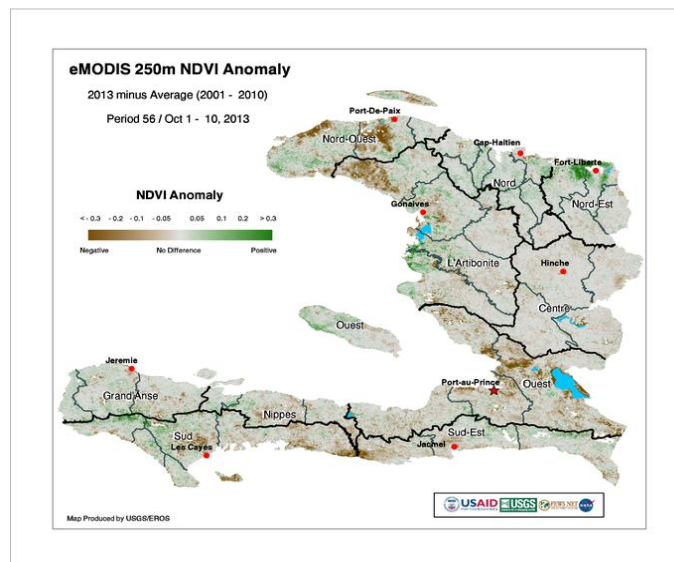 eMODIS 250m NDVI Anomaly
2013 minus Average (2001 - 2010)
Period 56 / Oct 1 - 10, 2013
Port-De-Paix
Nord-Ouest
Cap-Haitien
Fort-Liberte
Nord
Nord-Est
NDVI Anomaly
< - 0.3 - 0.2 - 0.1 - 0.05 0.05 0.1 0.2 > 0.3
Negative No Difference Positive
Gonaives
L'Artibonite
Hinche
Centre
Ouest
Jeremie
Port-au-Prince
Ouest
Grand'Anse
Nippes
Sud
Sud-Est
Les Cayes
Jacmel
USAID
USGS
FEWS NET
NASA
Map Produced by USGS/EROS